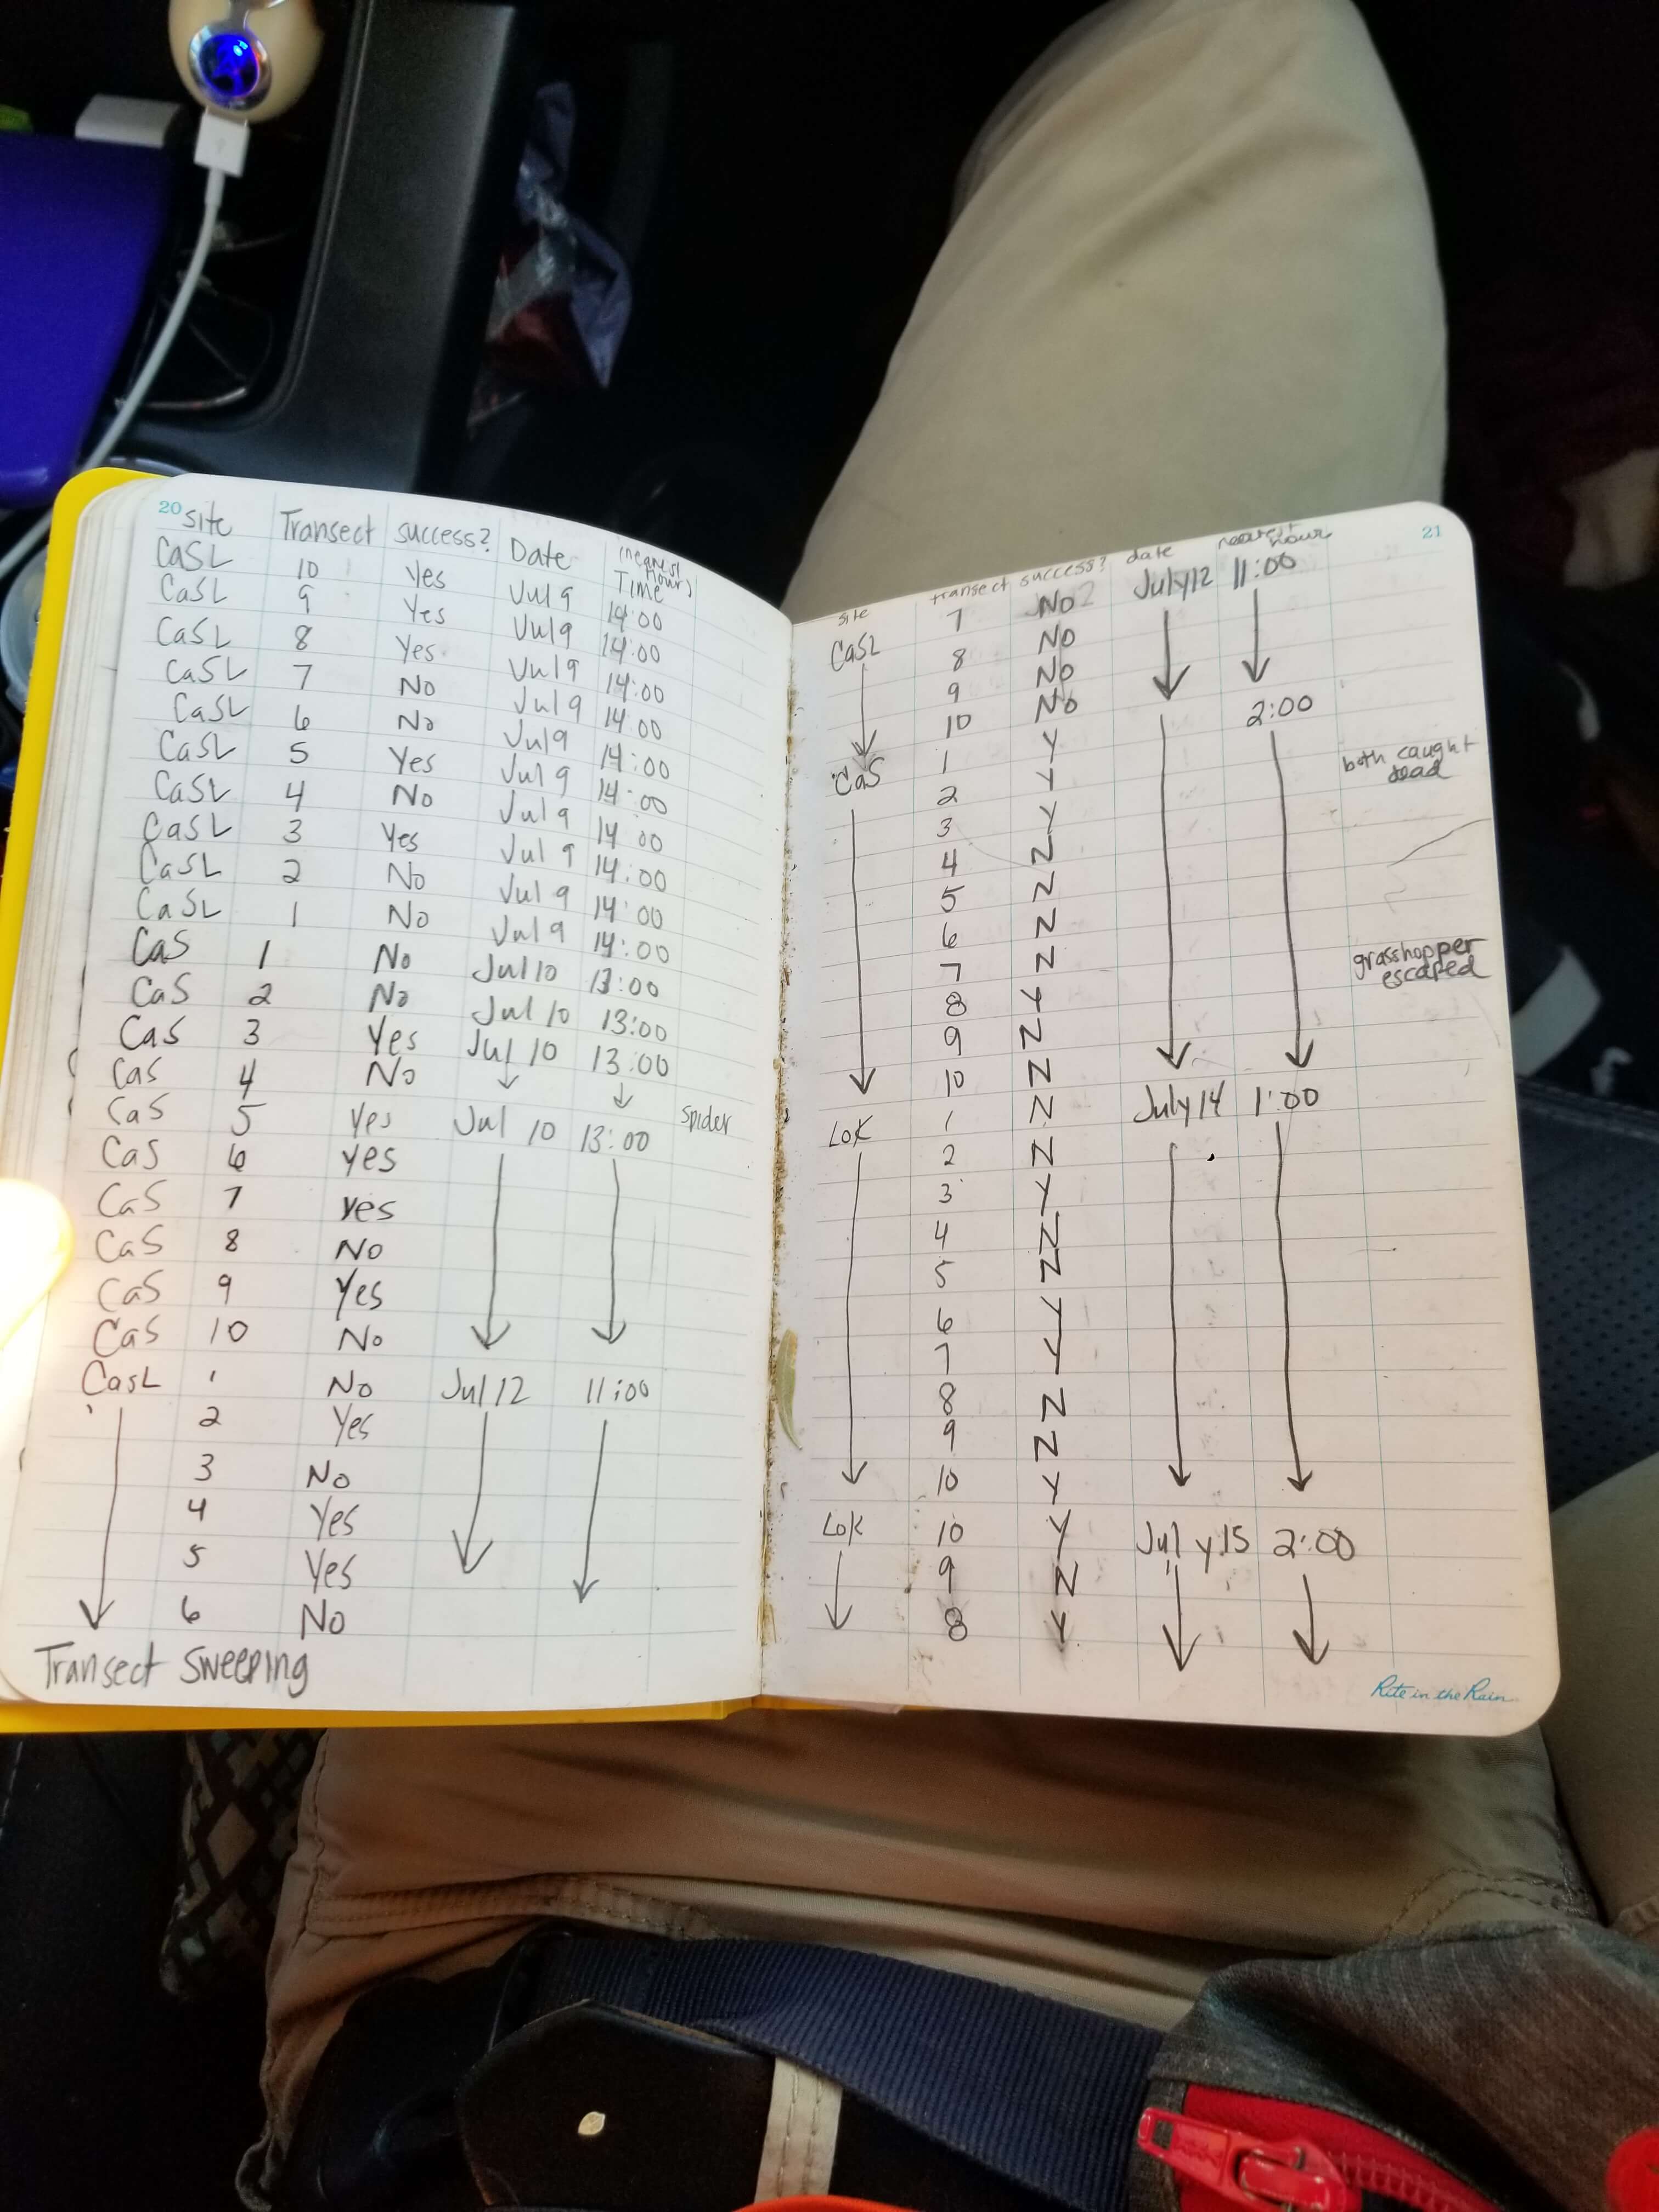 20
site Transect success? Date (nearest hour) Time
CaSL 10 Yes Jul 9 14:00
CaSL 9 Yes Jul 9 14:00
CaSL 8 Yes Jul 9 14:00
CaSL 7 No Jul 9 14:00
CaSL 6 No Jul 9 14:00
CaSL 5 Yes Jul 9 14:00
CaSL 4 No Jul 9 14:00
CaSL 3 Yes Jul 9 14:00
CaSL 2 No Jul 9 14:00
CaSL 1 No Jul 9 14:00
CaS 1 No Jul 10 13:00
CaS 2 No Jul 10 13:00
CaS 3 Yes Jul 10 13:00
CaS 4 No
CaS 5 Yes Jul 10 13:00 spider
CaS 6 yes
CaS 7 yes
CaS 8 No
CaS 9 Yes
CaS 10 No
CasL 1 No Jul 12 11:00
2 Yes
3 No
4 Yes
5 Yes
6 No
Transect Sweeping
21
site transect success? date nearest hour
CaSL 7 No July 12 11:00
8 No
9 No
10 No
CaS 1 Y 2:00
2 Y both caught dead
3 Y
4 N
5 N
6 N
7 N
8 Y grasshopper escaped
9 N
10 N
LoK 1 N July 14 1:00
2 N
3 Y
4 N
5 N
6 Y
7 Y
8 N
9 N
10 Y
LoK 10 Y July 15 2:00
9 N
8 Y
Rite in the Rain